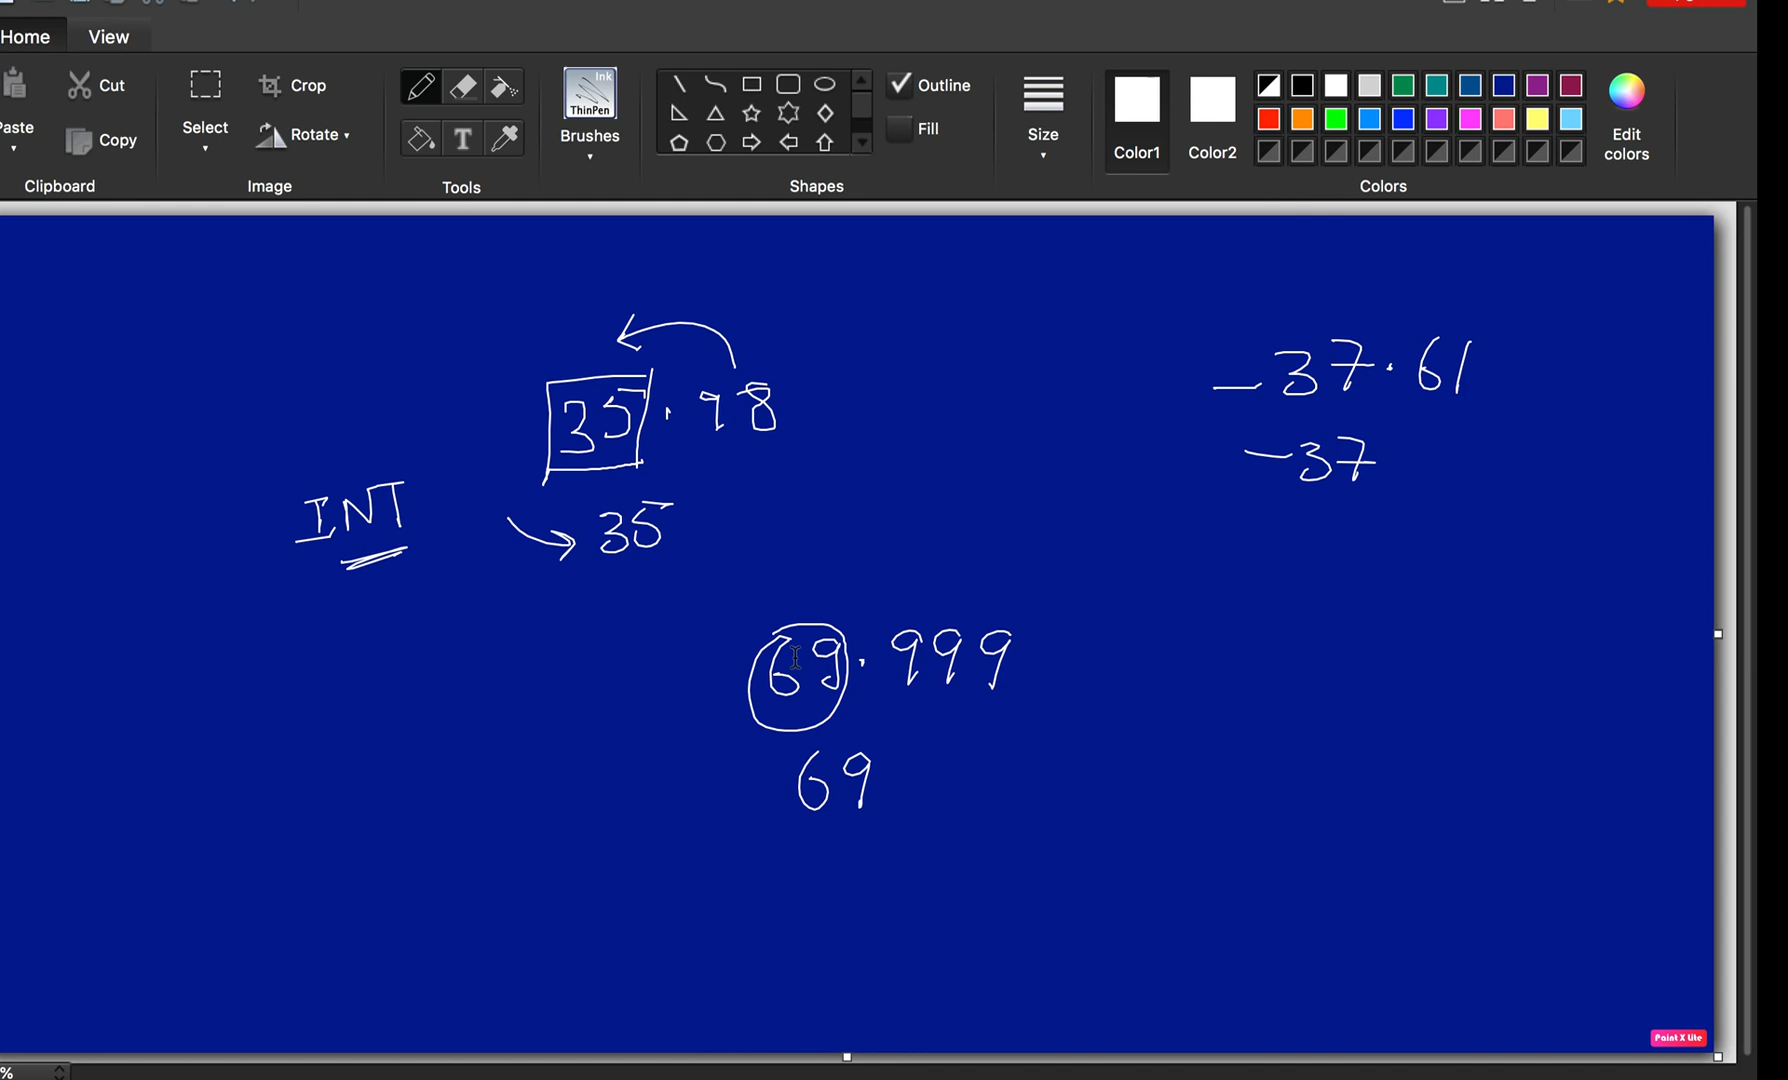 Home View
Cut
Copy
Paste
Clipboard
Select
Crop
Rotate
Image
T
Tools
Ink
ThinPen
Brushes
Outline
Fill
Shapes
Size
Color1
Color2
Edit
colors
Colors
35.98
-37.61
-37
INT
35
69.999
69
Paint X lite
%